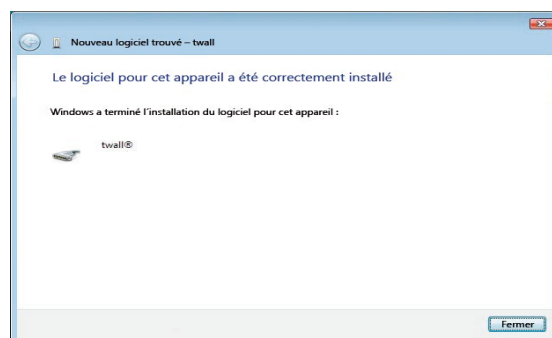 Nouveau logiciel trouvé – twall
Le logiciel pour cet appareil a été correctement installé
Windows a terminé l'installation du logiciel pour cet appareil :
twall®
Fermer